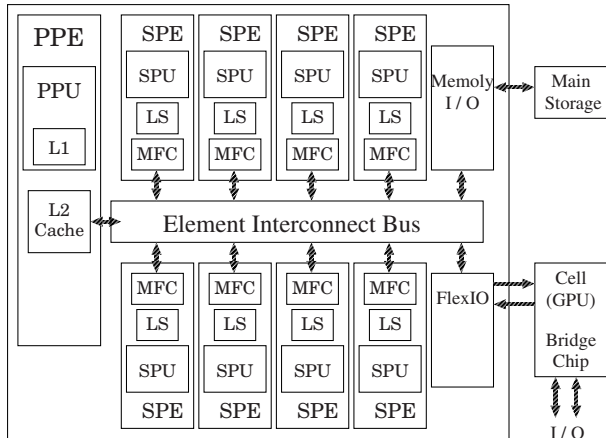 PPE
PPU
L1
L2
Cache
SPE
SPU
LS
MFC
SPE
SPU
LS
MFC
SPE
SPU
LS
MFC
SPE
SPU
LS
MFC
Memoly
I / O
Main
Storage
Element Interconnect Bus
MFC
LS
SPU
SPE
MFC
LS
SPU
SPE
MFC
LS
SPU
SPE
MFC
LS
SPU
SPE
FlexIO
Cell
(GPU)
Bridge
Chip
I / O